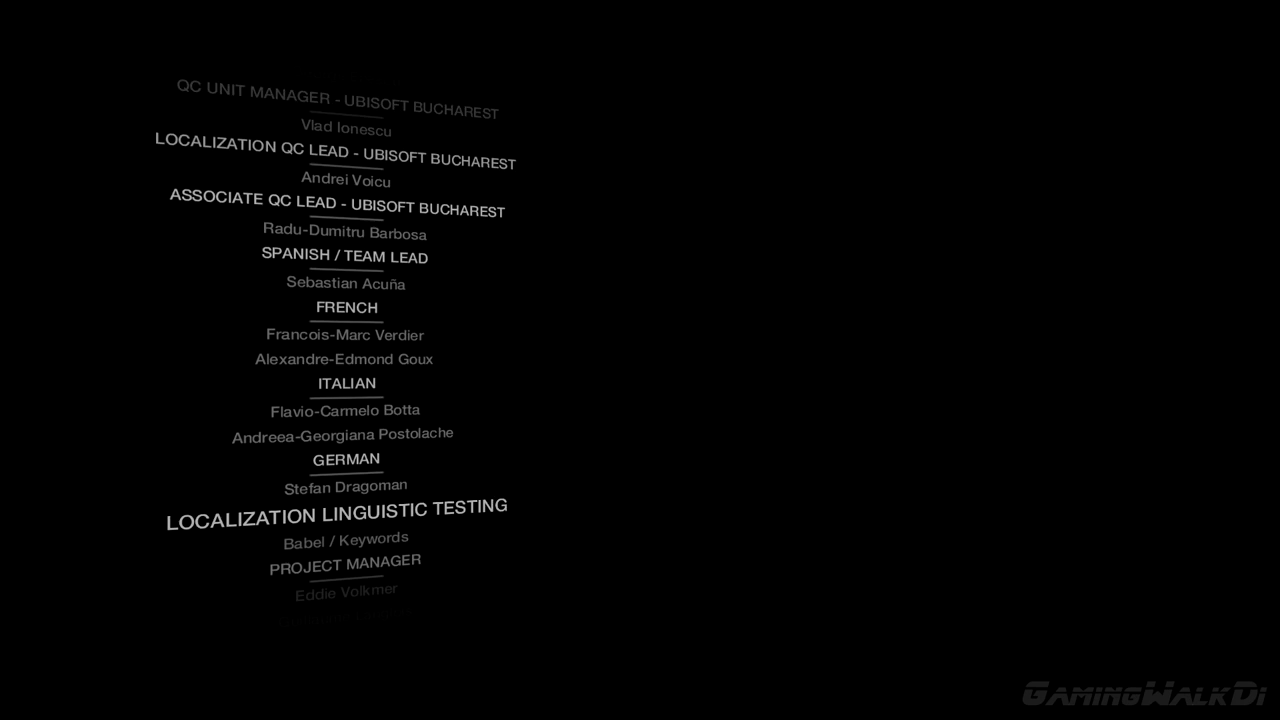 QC UNIT MANAGER - UBISOFT BUCHAREST
Vlad Ionescu
LOCALIZATION QC LEAD - UBISOFT BUCHAREST
Andrei Voicu
ASSOCIATE QC LEAD - UBISOFT BUCHAREST
Radu-Dumitru Barbosa
SPANISH / TEAM LEAD
Sebastian Acuña
FRENCH
Francois-Marc Verdier
Alexandre-Edmond Goux
ITALIAN
Flavio-Carmelo Botta
Andreea-Georgiana Postolache
GERMAN
Stefan Dragoman
LOCALIZATION LINGUISTIC TESTING
Babel / Keywords
PROJECT MANAGER
Eddie Volkmer
GAMINGWALKDI